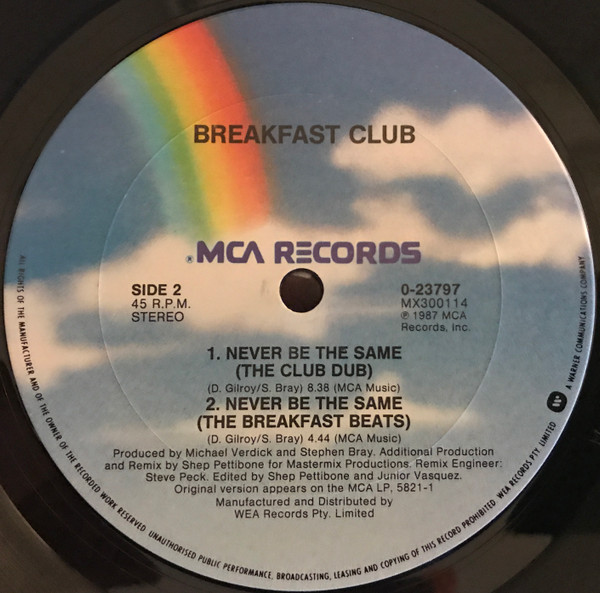 BREAKFAST CLUB
® MCA RECORDS
SIDE 2
45 R.P.M.
STEREO
0-23797
MX300114
℗ 1987 MCA
Records, Inc.
1. NEVER BE THE SAME
(THE CLUB DUB)
(D. Gilroy/S. Bray) 8.38 (MCA Music)
2. NEVER BE THE SAME
(THE BREAKFAST BEATS)
(D. Gilroy/S. Bray) 4.44 (MCA Music)
Produced by Michael Verdick and Stephen Bray. Additional Production
and Remix by Shep Pettibone for Mastermix Productions. Remix Engineer:
Steve Peck. Edited by Shep Pettibone and Junior Vasquez.
Original version appears on the MCA LP, 5821-1
Manufactured and Distributed by
WEA Records Pty. Limited
ALL RIGHTS OF THE MANUFACTURER AND OF THE OWNER OF THE RECORDED WORK RESERVED UNAUTHORISED PUBLIC PERFORMANCE, BROADCASTING, LEASING AND COPYING OF THIS RECORD PROHIBITED. WEA RECORDS PTY. LIMITED A WARNER COMMUNICATIONS COMPANY